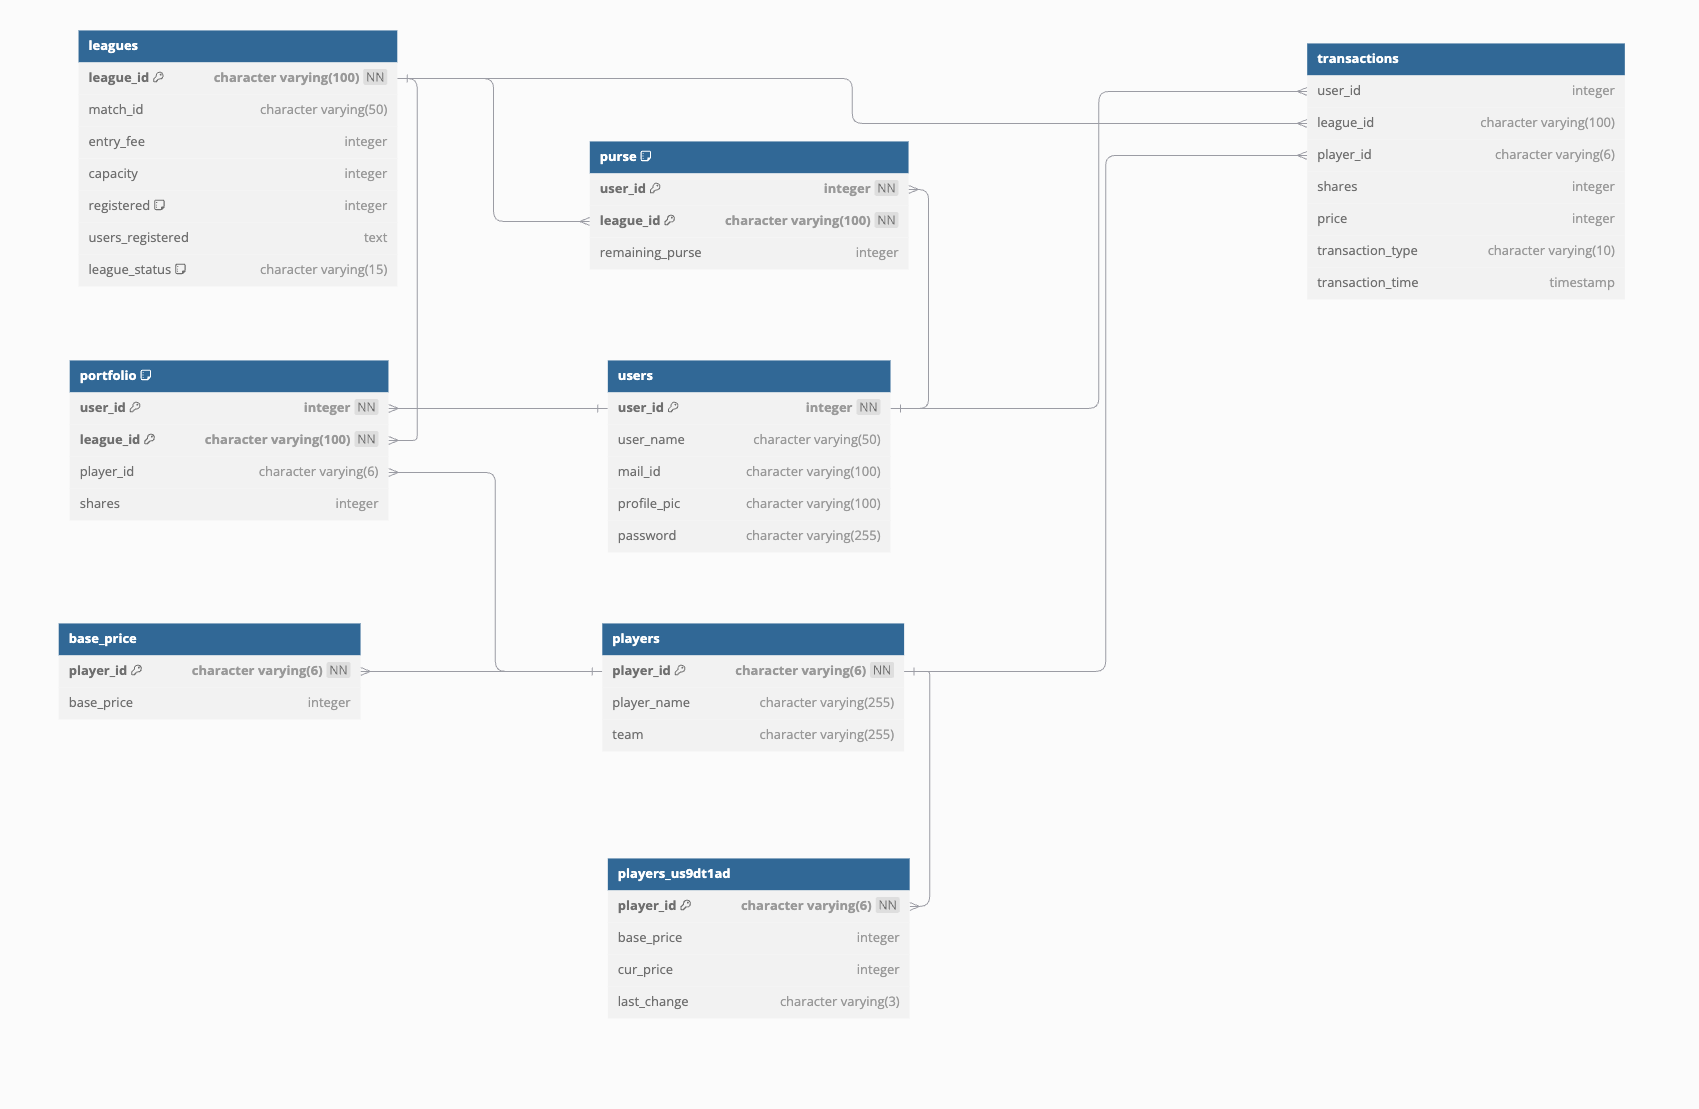 leagues
league_id character varying(100) NN
match_id character varying(50)
entry_fee integer
capacity integer
registered integer
users_registered text
league_status character varying(15)
transactions
user_id integer
league_id character varying(100)
player_id character varying(6)
shares integer
price integer
transaction_type character varying(10)
transaction_time timestamp
purse
user_id integer NN
league_id character varying(100) NN
remaining_purse integer
portfolio
user_id integer NN
league_id character varying(100) NN
player_id character varying(6)
shares integer
users
user_id integer NN
user_name character varying(50)
mail_id character varying(100)
profile_pic character varying(100)
password character varying(255)
base_price
player_id character varying(6) NN
base_price integer
players
player_id character varying(6) NN
player_name character varying(255)
team character varying(255)
players_us9dt1ad
player_id character varying(6) NN
base_price integer
cur_price integer
last_change character varying(3)